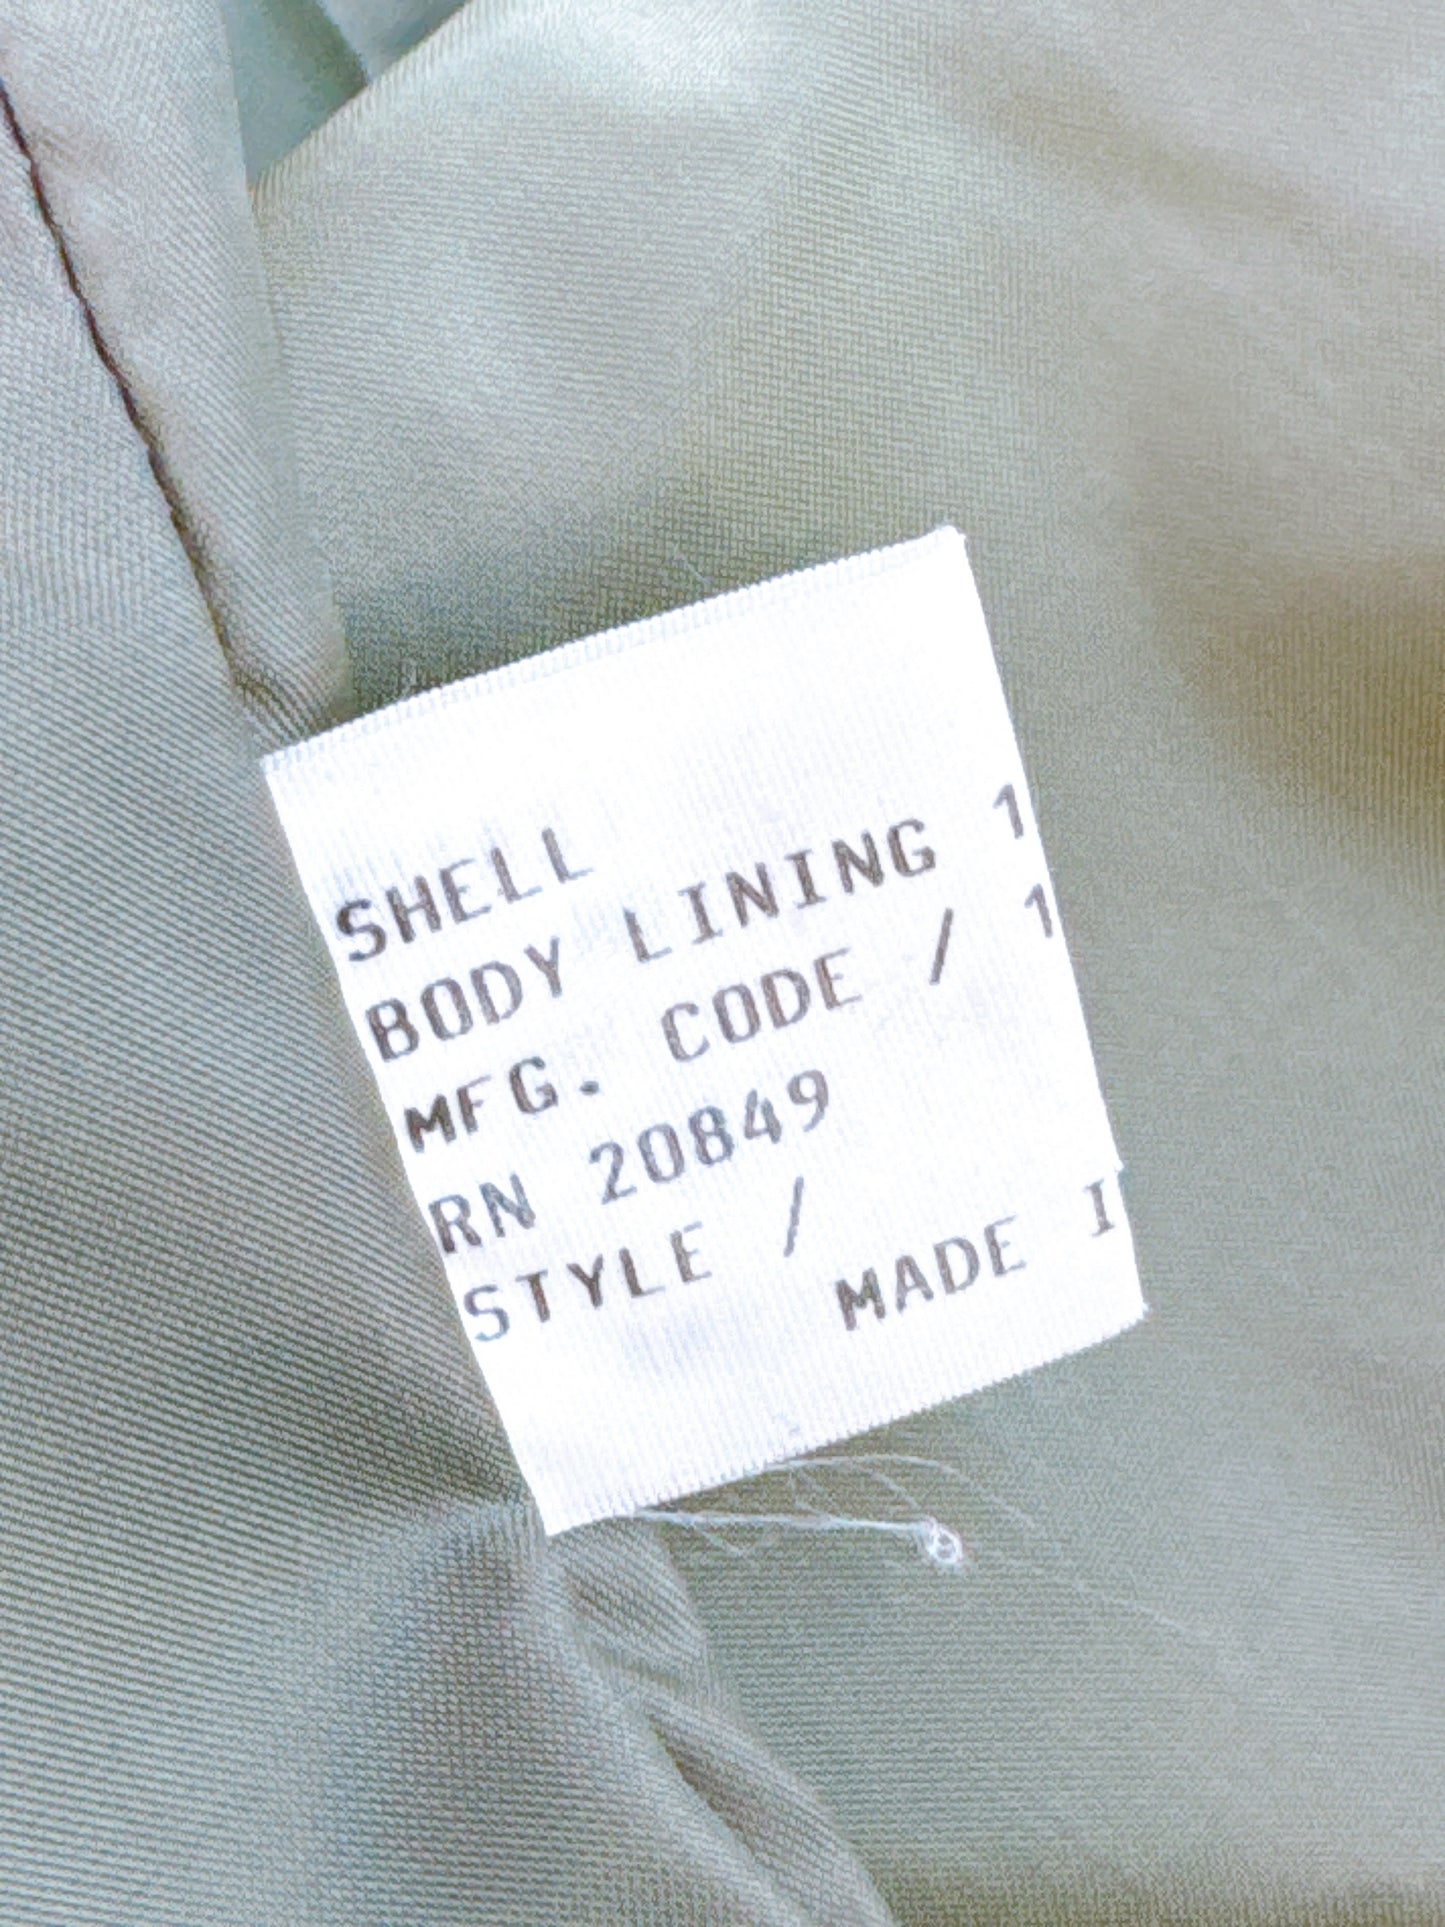 SHELL
BODY LINING 1
MFG. CODE / 1
RN 20849
STYLE /
MADE I